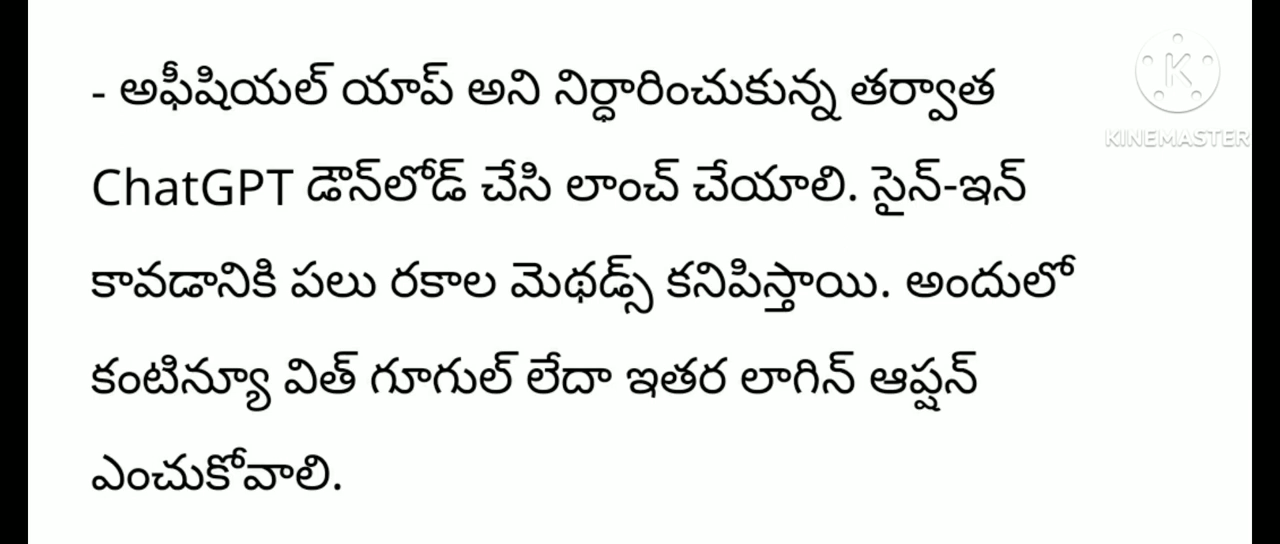 - అఫీషియల్ యాప్ అని నిర్ధారించుకున్న తర్వాత
KINEMASTER
ChatGPT డౌన్‌లోడ్ చేసి లాంచ్ చేయాలి. సైన్-ఇన్
కావడానికి పలు రకాల మెథడ్స్ కనిపిస్తాయి. అందులో
కంటిన్యూ విత్ గూగుల్ లేదా ఇతర లాగిన్ ఆప్షన్
ఎంచుకోవాలి.